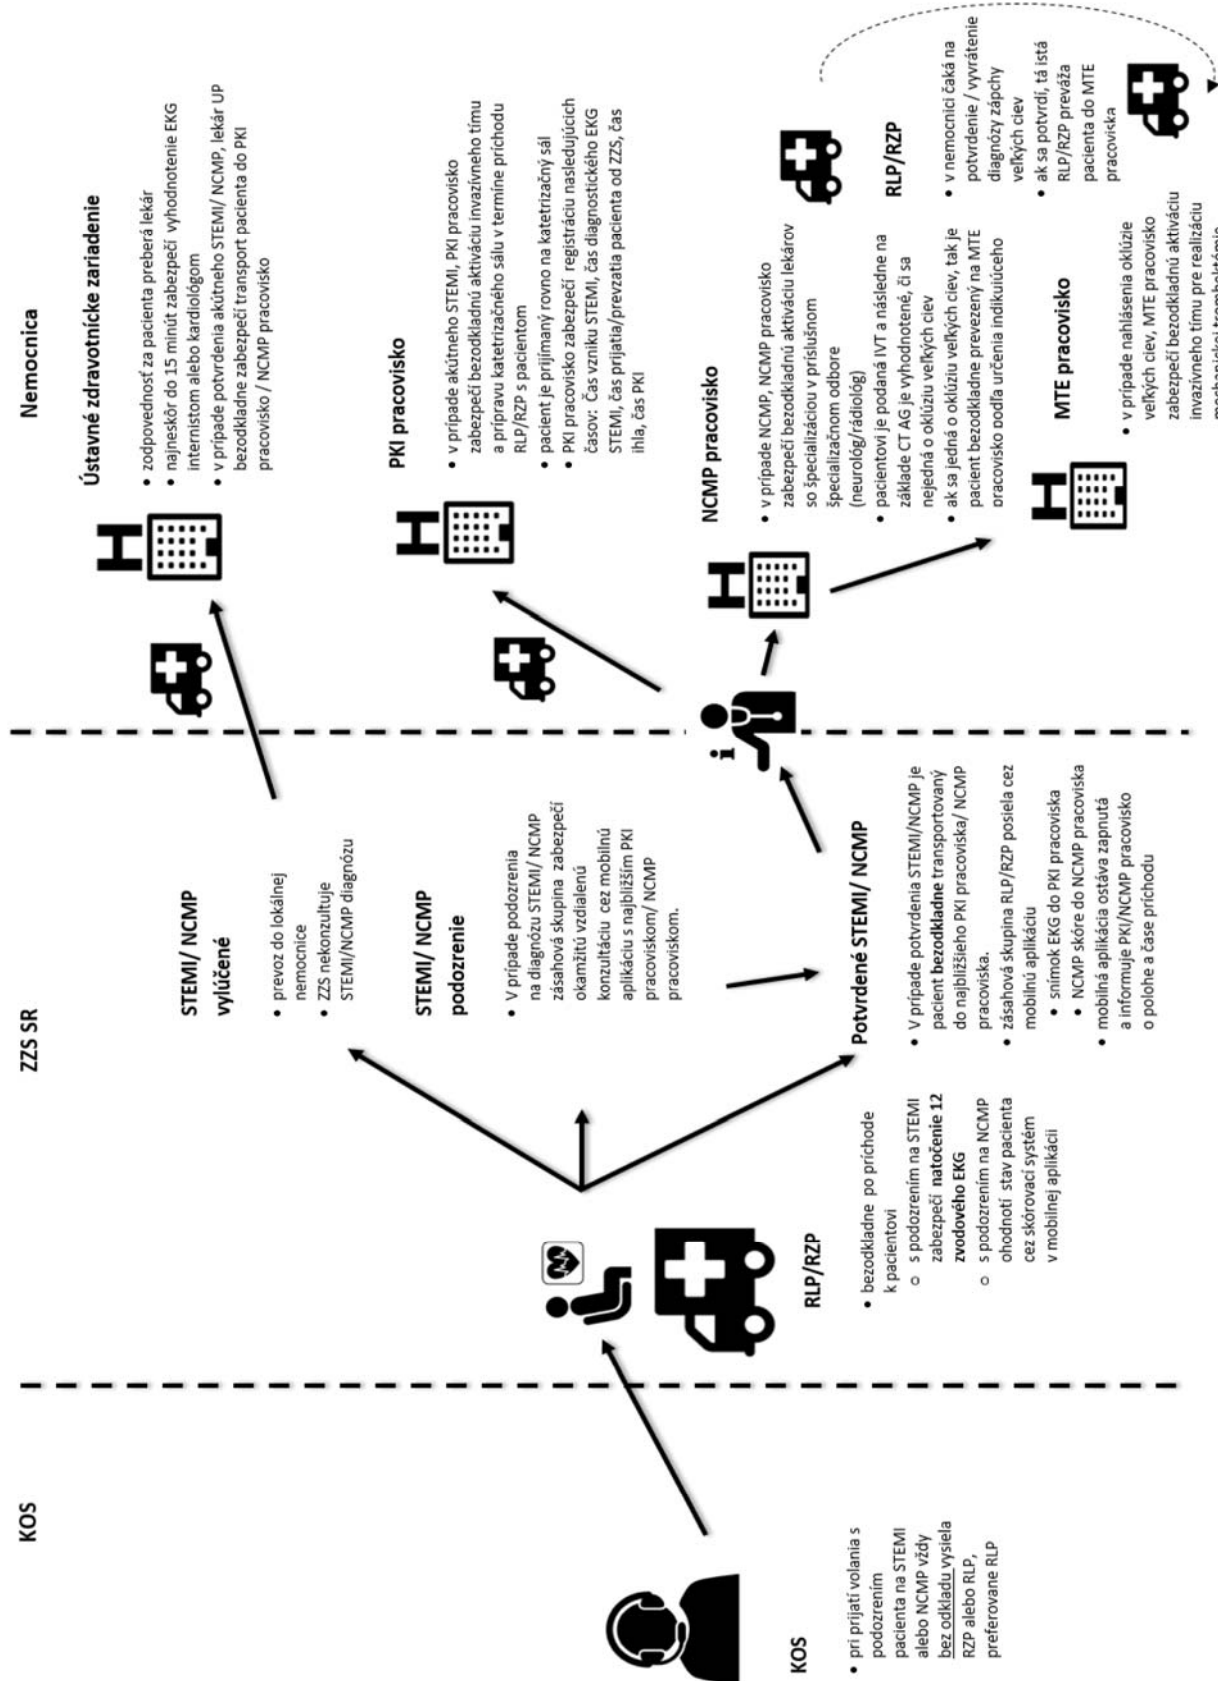 KOS
ZZS SR
Nemocnica
KOS
• pri prijatí volania s
podozrením
pacienta na STEMI
alebo NCMP vždy
bez odkladu vysiela
RZP alebo RLP,
preferovane RLP
RLP/RZP
• bezodkladne po príchode
k pacientovi
o s podozrením na STEMI
zabezpečí natočenie 12
zvodového EKG
o s podozrením na NCMP
ohodnotí stav pacienta
cez skórovací systém
v mobilnej aplikácii
STEMI/ NCMP
vylúčené
• prevoz do lokálnej
nemocnice
• ZZS nekonzultuje
STEMI/NCMP diagnózu
STEMI/ NCMP
podozrenie
• V prípade podozrenia
na diagnózu STEMI/ NCMP
zásahová skupina zabezpečí
okamžitú vzdialenú
konzultáciu cez mobilnú
aplikáciu s najbližším PKI
pracoviskom/ NCMP
pracoviskom.
Potvrdené STEMI/ NCMP
• V prípade potvrdenia STEMI/NCMP je
pacient bezodkladne transportovaný
do najbližšieho PKI pracoviska/ NCMP
pracoviska.
• zásahová skupina RLP/RZP posiela cez
mobilnú aplikáciu
• snímok EKG do PKI pracoviska
• NCMP skóre do NCMP pracoviska
• mobilná aplikácia ostáva zapnutá
a informuje PKI/NCMP pracovisko
o polohe a čase príchodu
i
H
Ústavné zdravotnícke zariadenie
• zodpovednosť za pacienta preberá lekár
• najneskôr do 15 minút zabezpečí vyhodnotenie EKG
internistom alebo kardiológom
• v prípade potvrdenia akútneho STEMI/ NCMP, lekár UP
bezodkladne zabezpečí transport pacienta do PKI
pracovisko / NCMP pracovisko
H
PKI pracovisko
• v prípade akútneho STEMI, PKI pracovisko
zabezpečí bezodkladnú aktiváciu invazívneho tímu
a prípravu katetrizačného sálu v termíne príchodu
RLP/RZP s pacientom
• pacient je prijímaný rovno na katetrizačný sál
• PKI pracovisko zabezpečí registráciu nasledujúcich
časov: Čas vzniku STEMI, čas diagnostického EKG
STEMI, čas prijatia/prevzatia pacienta od ZZS, čas
ihla, čas PKI
H
NCMP pracovisko
• v prípade NCMP, NCMP pracovisko
zabezpečí bezodkladnú aktiváciu lekárov
so špecializáciou v príslušnom
špecializačnom odbore
(neurológ/rádiológ)
• pacientovi je podaná IVT a následne na
základe CT AG je vyhodnotené, či sa
nejedná o oklúziu veľkých ciev
• ak sa jedná o oklúziu veľkých ciev, tak je
pacient bezodkladne prevezený na MTE
pracovisko podľa určenia indikujúceho
RLP/RZP
• v nemocnici čaká na
potvrdenie / vyvrátenie
diagnózy zápchy
veľkých ciev
• ak sa potvrdí, tá istá
RLP/RZP preváža
pacienta do MTE
pracoviska
H
MTE pracovisko
• v prípade nahlásenia oklúzie
veľkých ciev, MTE pracovisko
zabezpečí bezodkladnú aktiváciu
invazívneho tímu pre realizáciu